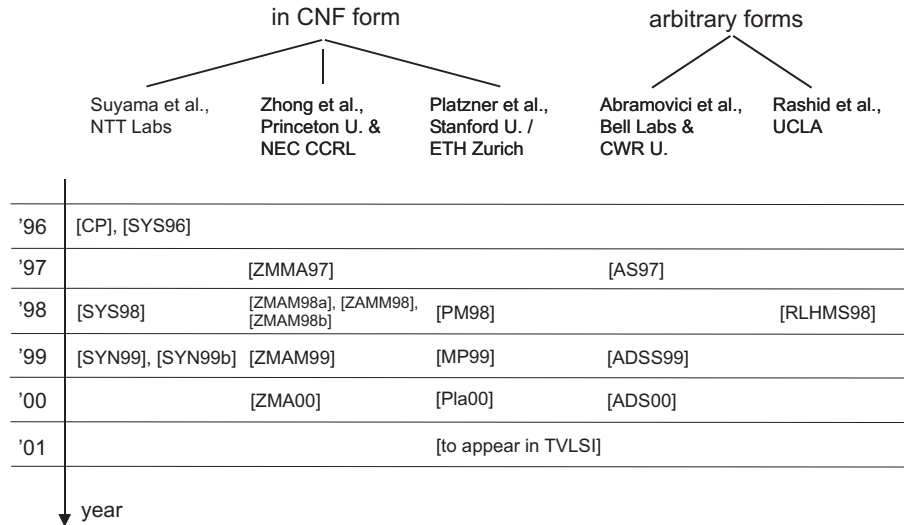 in CNF form
arbitrary forms
Suyama et al.,
NTT Labs
Zhong et al.,
Princeton U. &
NEC CCRL
Platzner et al.,
Stanford U. /
ETH Zurich
Abramovici et al.,
Bell Labs &
CWR U.
Rashid et al.,
UCLA
'96 [CP], [SYS96]
'97 [ZMMA97] [AS97]
'98 [SYS98] [ZMAM98a], [ZAMM98], [PM98] [RLHMS98]
[ZMAM98b]
'99 [SYN99], [SYN99b] [ZMAM99] [MP99] [ADSS99]
'00 [ZMA00] [Pla00] [ADS00]
'01 [to appear in TVLSI]
year